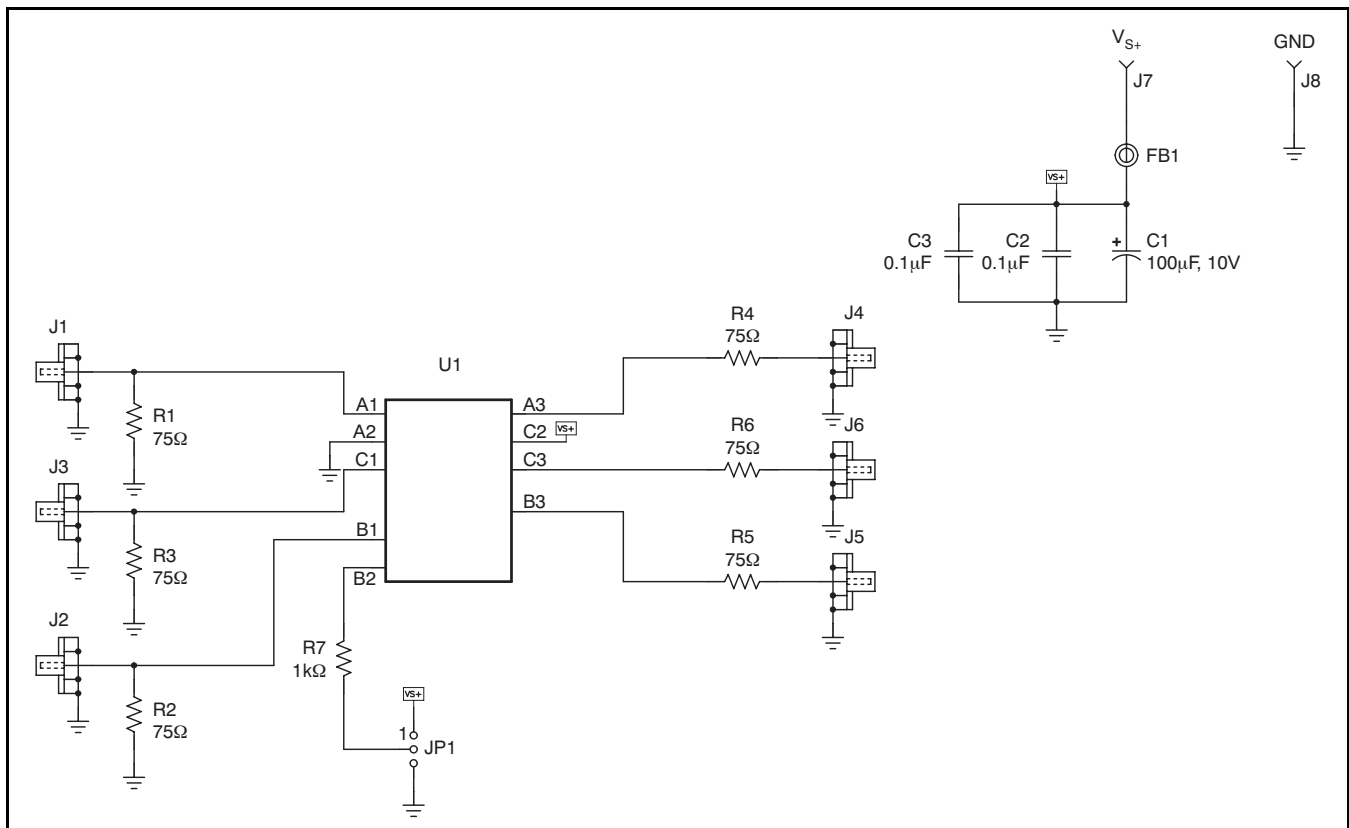 V S+
GND
J7
J8
FB1
VS+
C3
0.1μF
C2
0.1μF
+
C1
100μF, 10V
J1
R4
75Ω
J4
U1
R1
75Ω
A1
A2
C1
B1
B2
A3
C2
VS+
C3
B3
J3
R6
75Ω
J6
R3
75Ω
R5
75Ω
J5
J2
R7
1kΩ
R2
75Ω
VS+
1
JP1